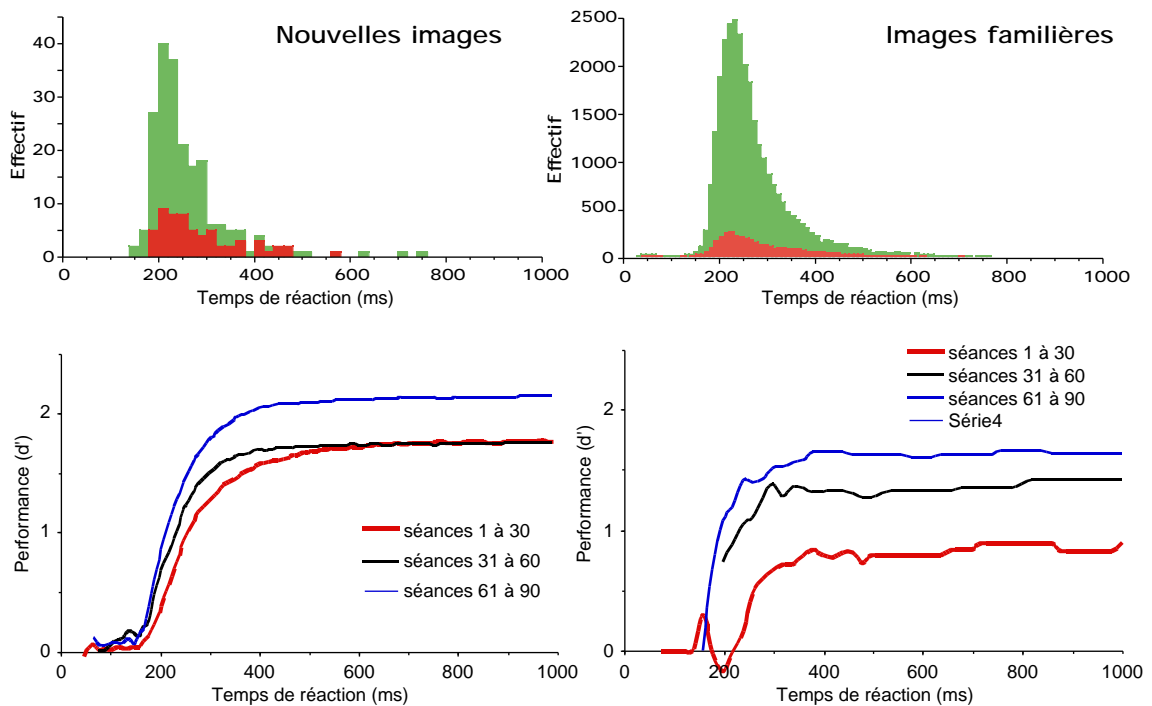 Nouvelles images
Effectif
40
30
20
10
0
0 200 400 600 800 1000
Temps de réaction (ms)
Images familières
Effectif
2500
2000
1500
1000
500
0
0 200 400 600 800 1000
Temps de réaction (ms)
Performance (d')
2
1
0
séances 1 à 30
séances 31 à 60
séances 61 à 90
0 200 400 600 800 1000
Temps de réaction (ms)
séances 1 à 30
séances 31 à 60
séances 61 à 90
Série4
Performance (d')
2
1
0
0 200 400 600 800 1000
Temps de réaction (ms)